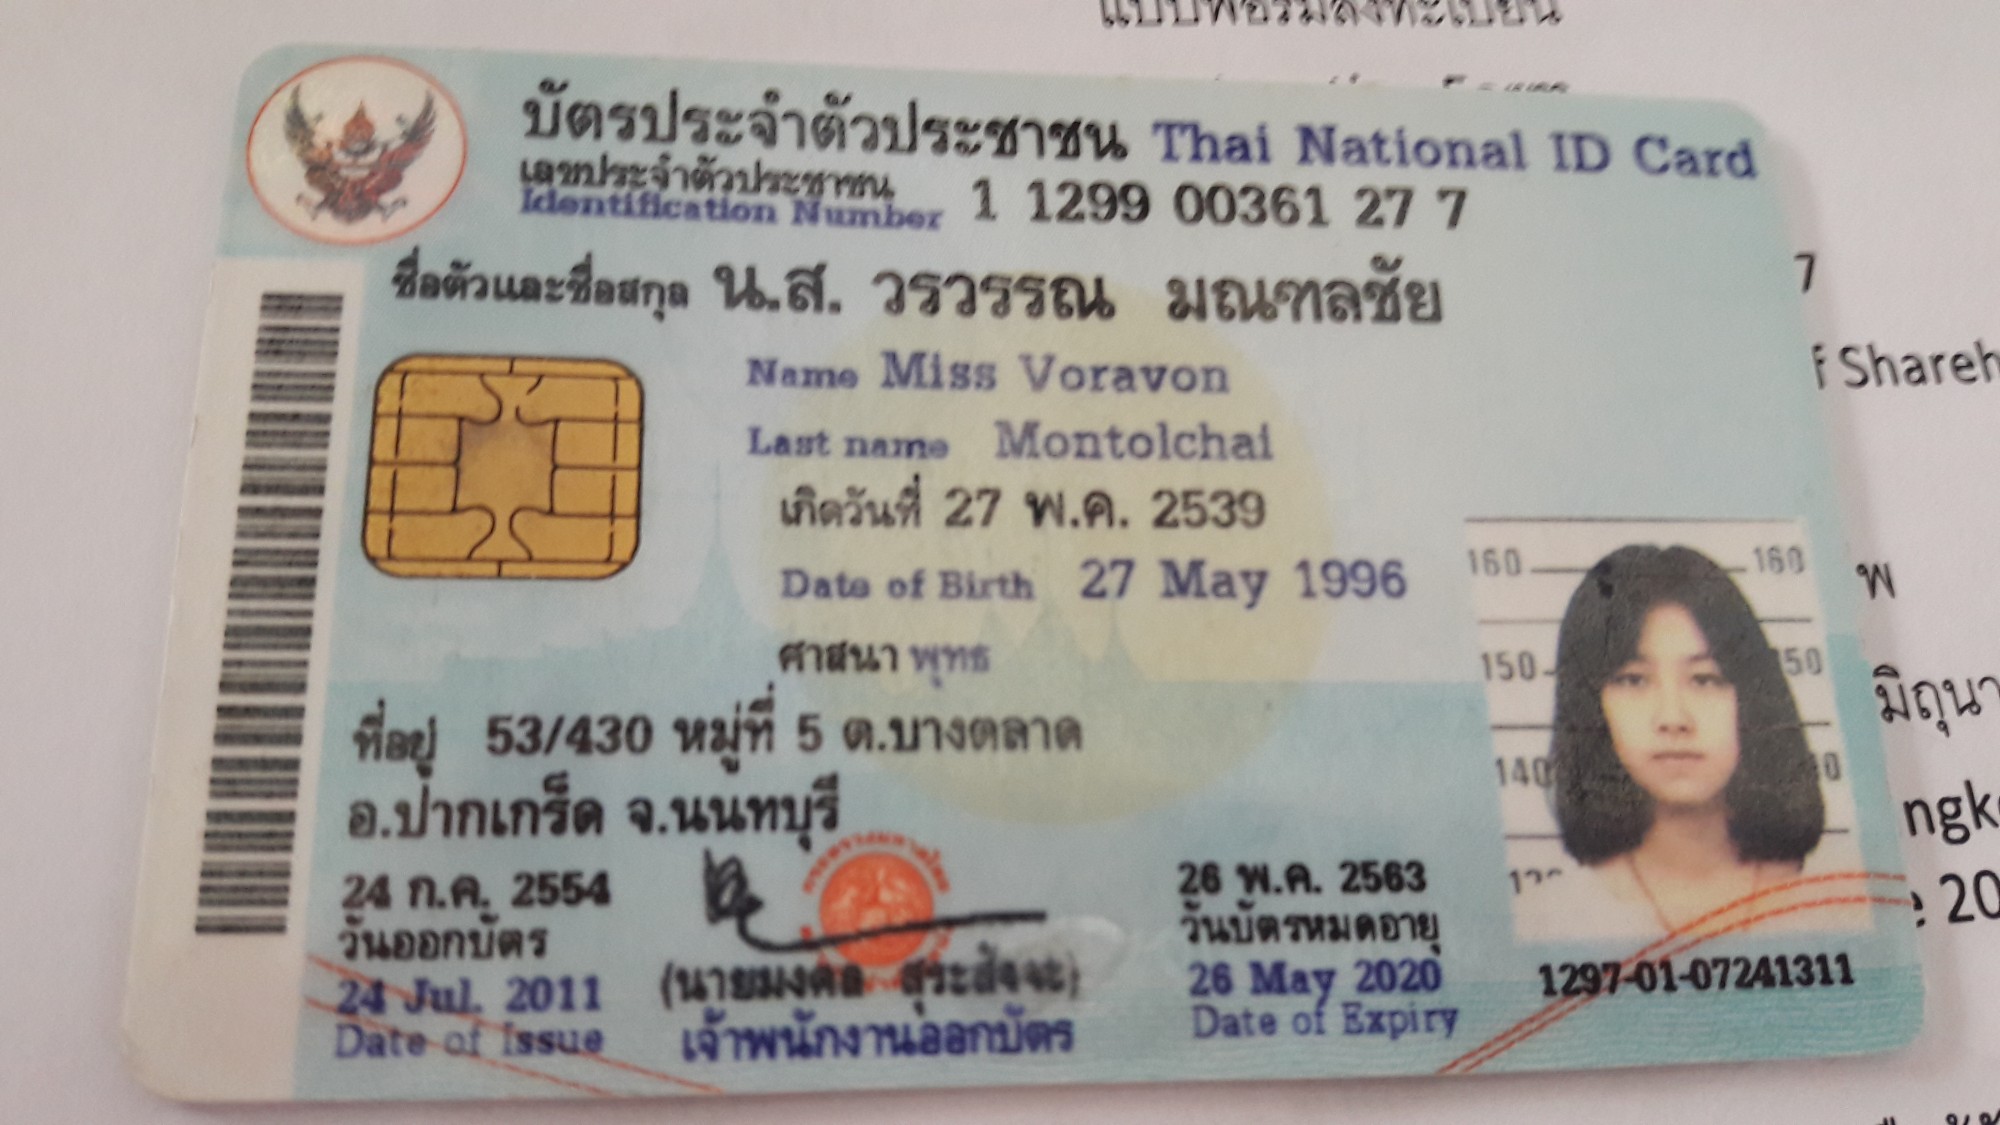 แบบฟอร์มลงทะเบียน
บัตรประจำตัวประชาชน Thai National ID Card
เลขประจำตัวประชาชน
Identification Number 1 1299 00361 27 7
ชื่อตัวและชื่อสกุล น.ส. วรวรรณ มณฑลชัย
Name Miss Voravon
Last name Montolchai
เกิดวันที่ 27 พ.ค. 2539
Date of Birth 27 May 1996
ศาสนา พุทธ
ที่อยู่ 53/430 หมู่ที่ 5 ต.บางตลาด
อ.ปากเกร็ด จ.นนทบุรี
24 ก.ค. 2554
วันออกบัตร
24 Jul. 2011
Date of Issue
(นายมงคล สุระสัจจะ)
เจ้าพนักงานออกบัตร
26 พ.ค. 2563
วันบัตรหมดอายุ
26 May 2020
Date of Expiry
160 160
150 50
140 0
1297-01-07241311
7
f Shareh
พ
มิถุนา
ngk
e 20